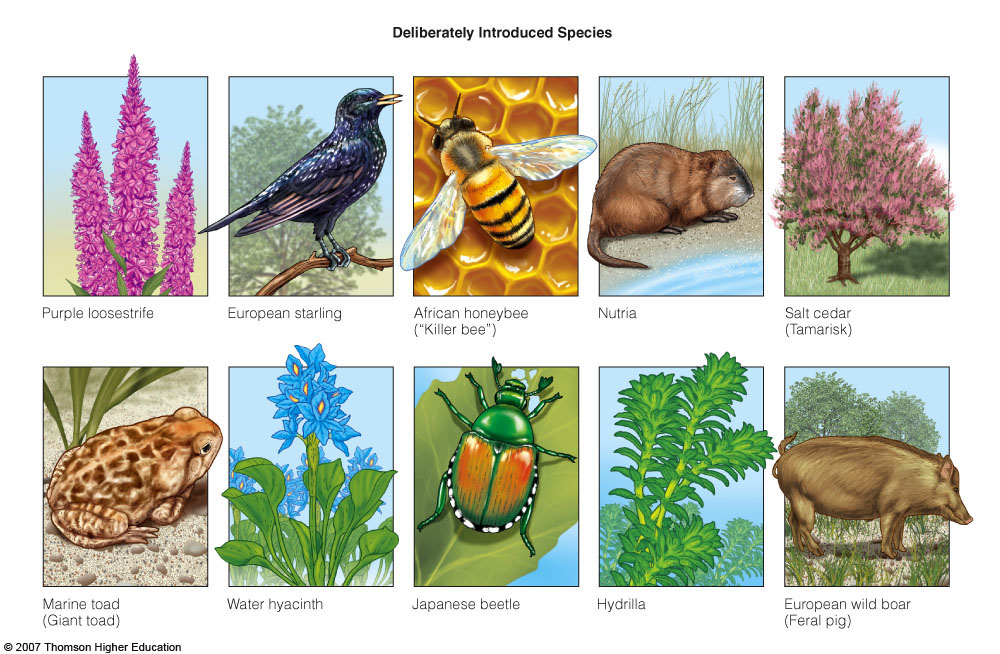 Deliberately Introduced Species
Purple loosestrife
European starling
African honeybee
("Killer bee")
Nutria
Salt cedar
(Tamarisk)
Marine toad
(Giant toad)
Water hyacinth
Japanese beetle
Hydrilla
European wild boar
(Feral pig)
© 2007 Thomson Higher Education